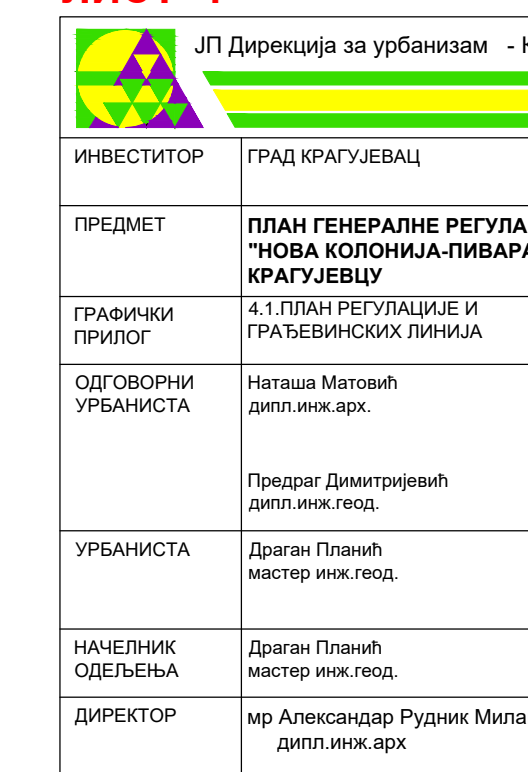 ЈП Дирекција за урбанизам - К
ИНВЕСТИТОР
ГРАД КРАГУЈЕВАЦ
ПРЕДМЕТ
ПЛАН ГЕНЕРАЛНЕ РЕГУЛА
"НОВА КОЛОНИЈА-ПИВАРА
КРАГУЈЕВЦУ
ГРАФИЧКИ
ПРИЛОГ
4.1.ПЛАН РЕГУЛАЦИЈЕ И
ГРАЂЕВИНСКИХ ЛИНИЈА
ОДГОВОРНИ
УРБАНИСТА
Наташа Матовић
дипл.инж.арх.
Предраг Димитријевић
дипл.инж.геод.
УРБАНИСТА
Драган Планић
мастер инж.геод.
НАЧЕЛНИК
ОДЕЉЕЊА
Драган Планић
мастер инж.геод.
ДИРЕКТОР
мр Александар Рудник Мила
дипл.инж.арх